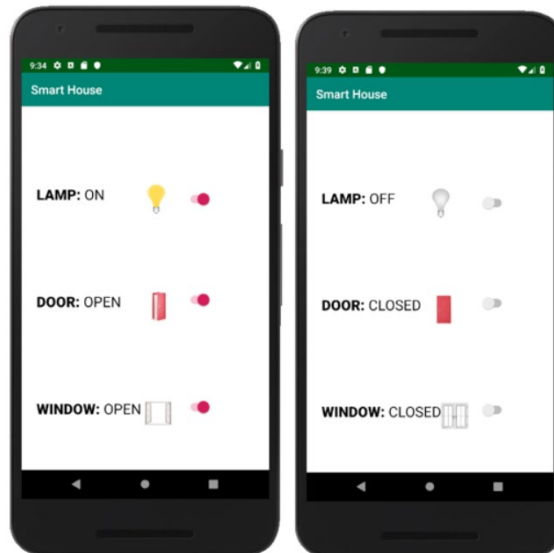 9:34
Smart House
LAMP: ON
DOOR: OPEN
WINDOW: OPEN
9:39
Smart House
LAMP: OFF
DOOR: CLOSED
WINDOW: CLOSED